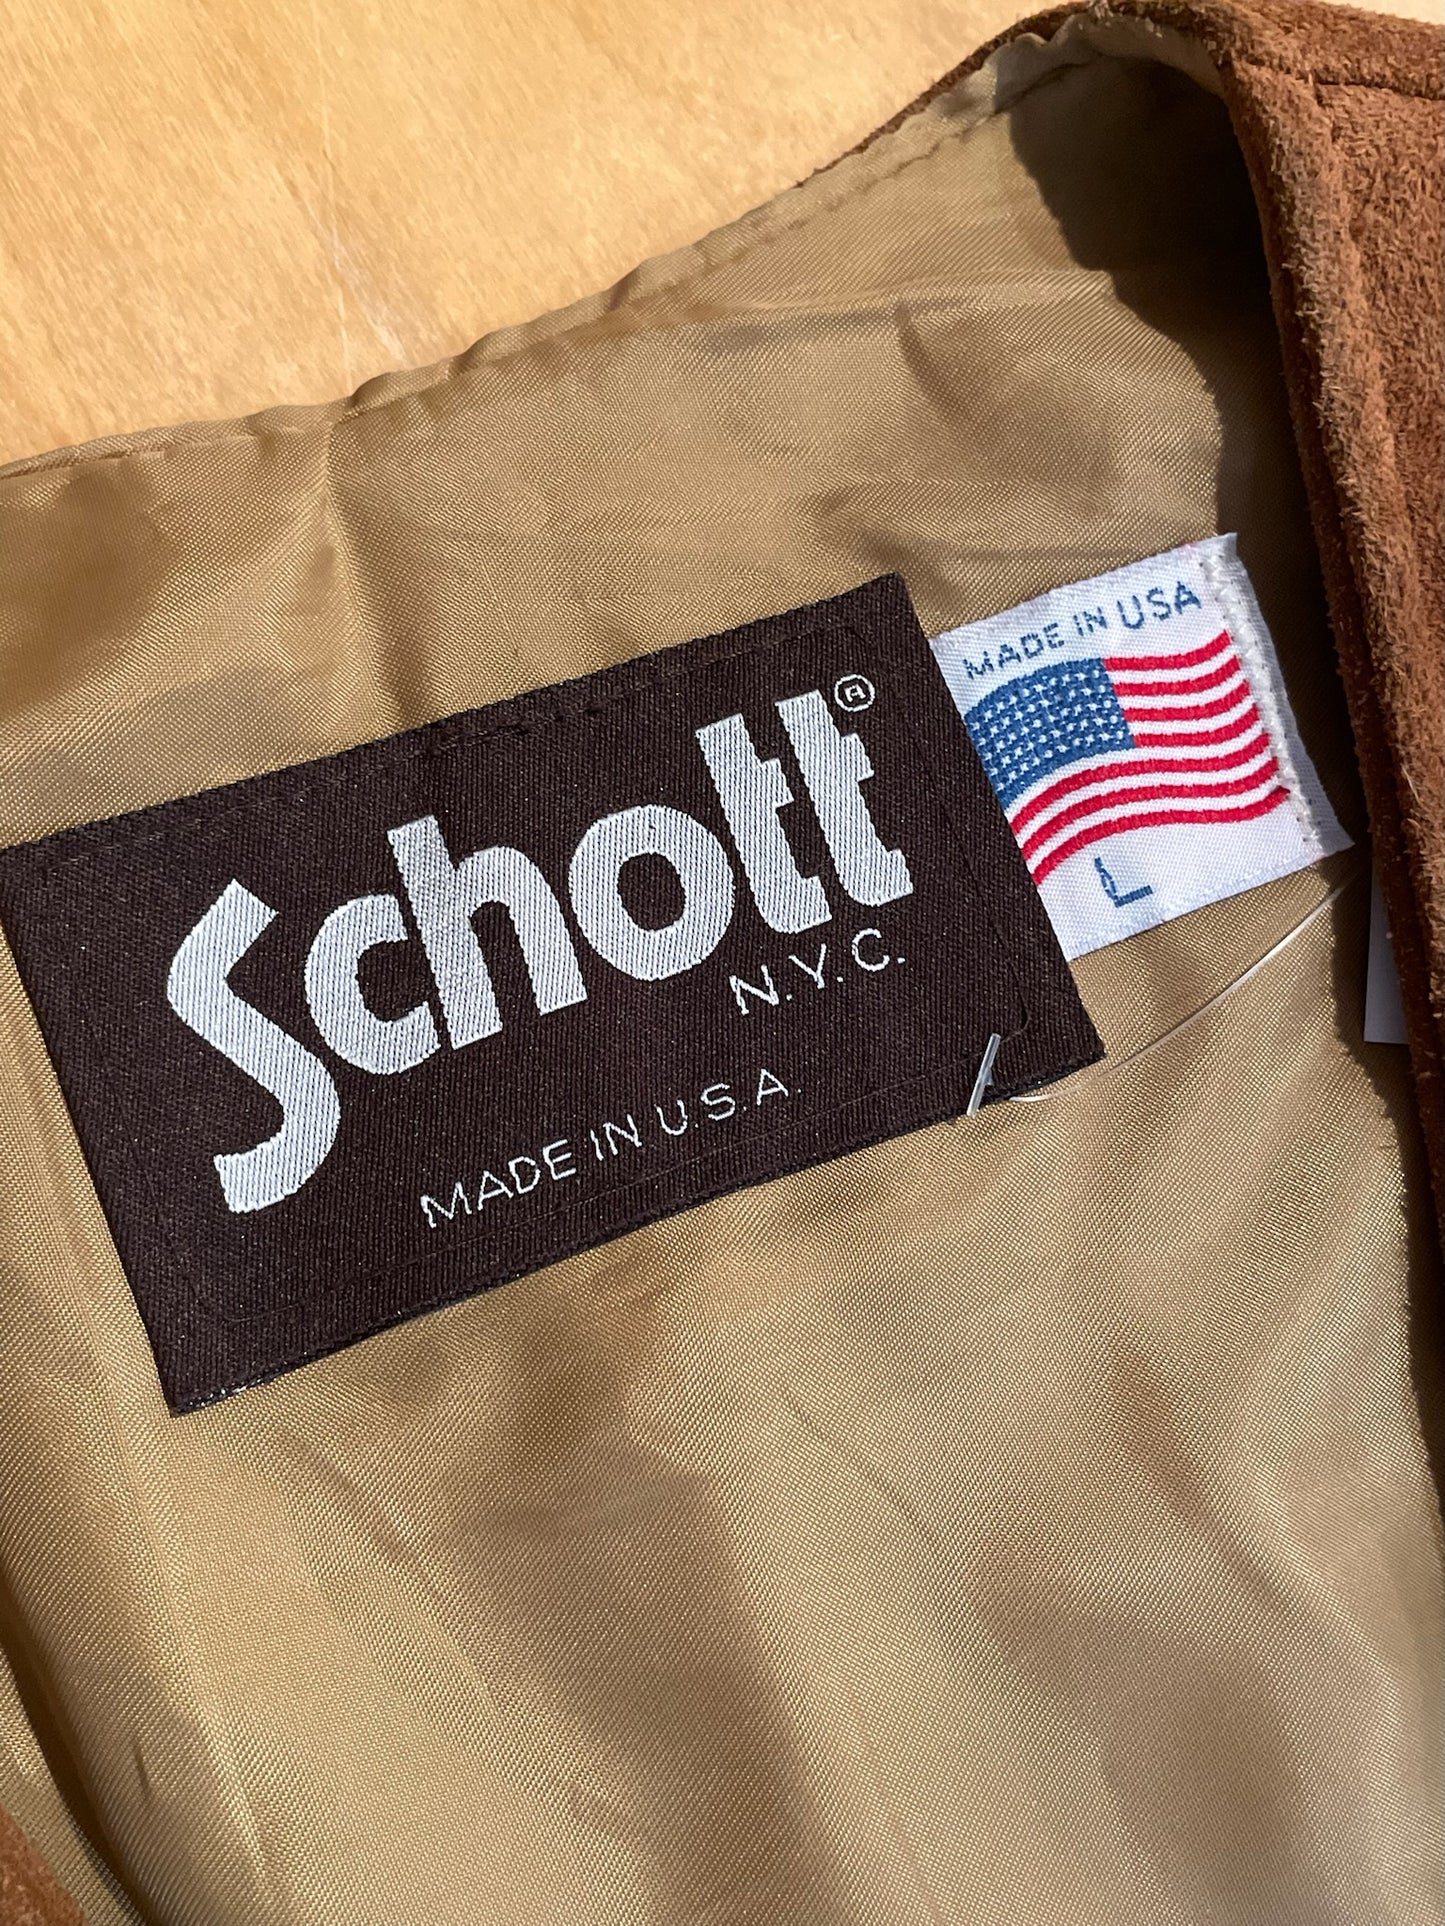 Schott®
N.Y.C.
MADE IN U.S.A.
MADE IN USA
L